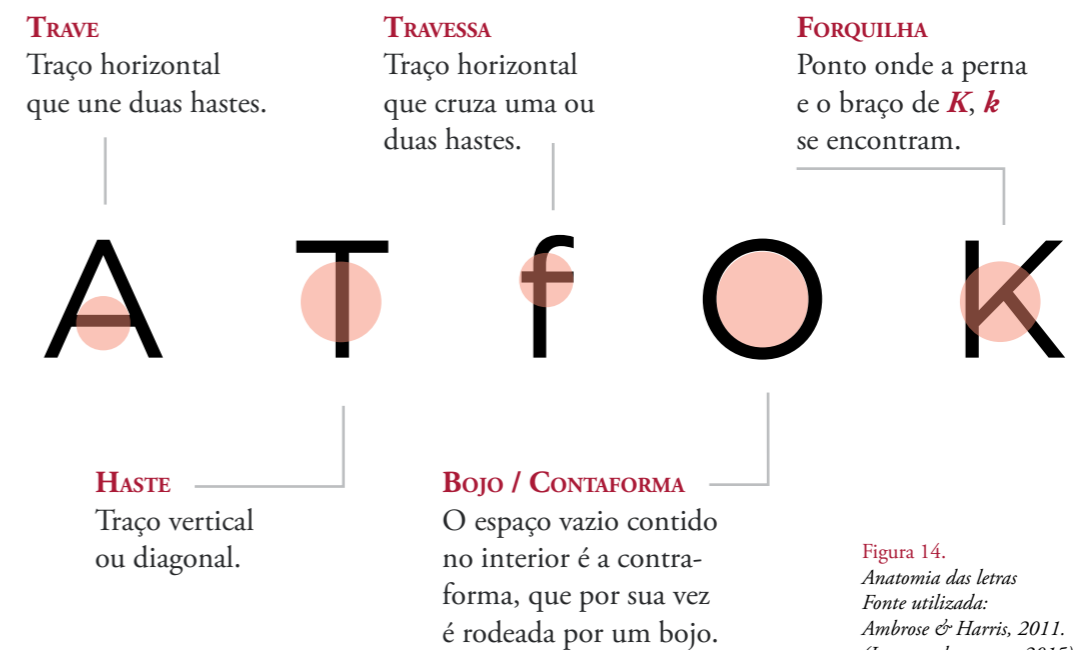 TRAVE
Traço horizontal
que une duas hastes.
TRAVESSA
Traço horizontal
que cruza uma ou
duas hastes.
FORQUILHA
Ponto onde a perna
e o braço de K, k
se encontram.
A T f O K
HASTE
Traço vertical
ou diagonal.
BOJO / CONTAFORMA
O espaço vazio contido
no interior é a contra-
forma, que por sua vez
é rodeada por um bojo.
Figura 14.
Anatomia das letras
Fonte utilizada:
Ambrose & Harris, 2011.
2015)